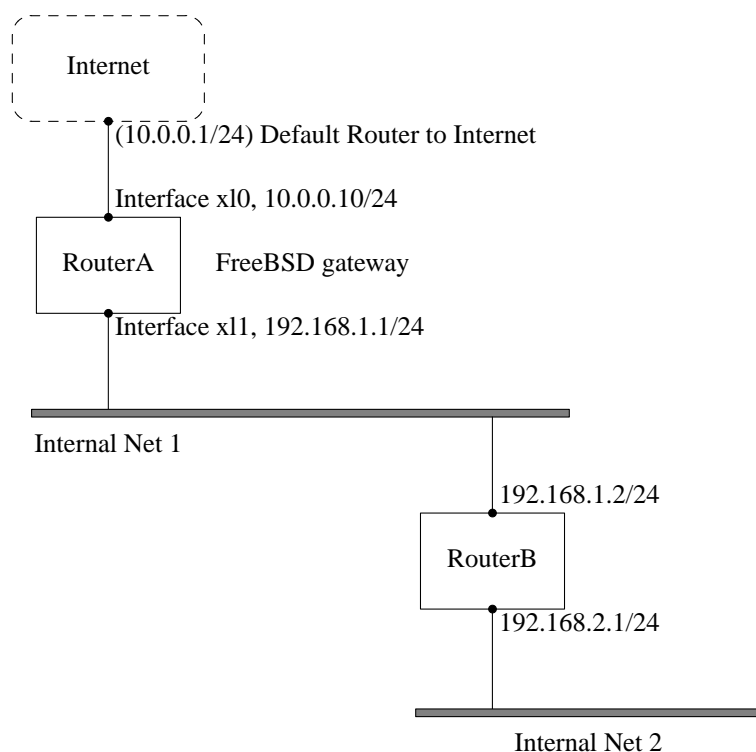 Internet
(10.0.0.1/24) Default Router to Internet
Interface xl0, 10.0.0.10/24
RouterA
FreeBSD gateway
Interface xl1, 192.168.1.1/24
Internal Net 1
192.168.1.2/24
RouterB
192.168.2.1/24
Internal Net 2